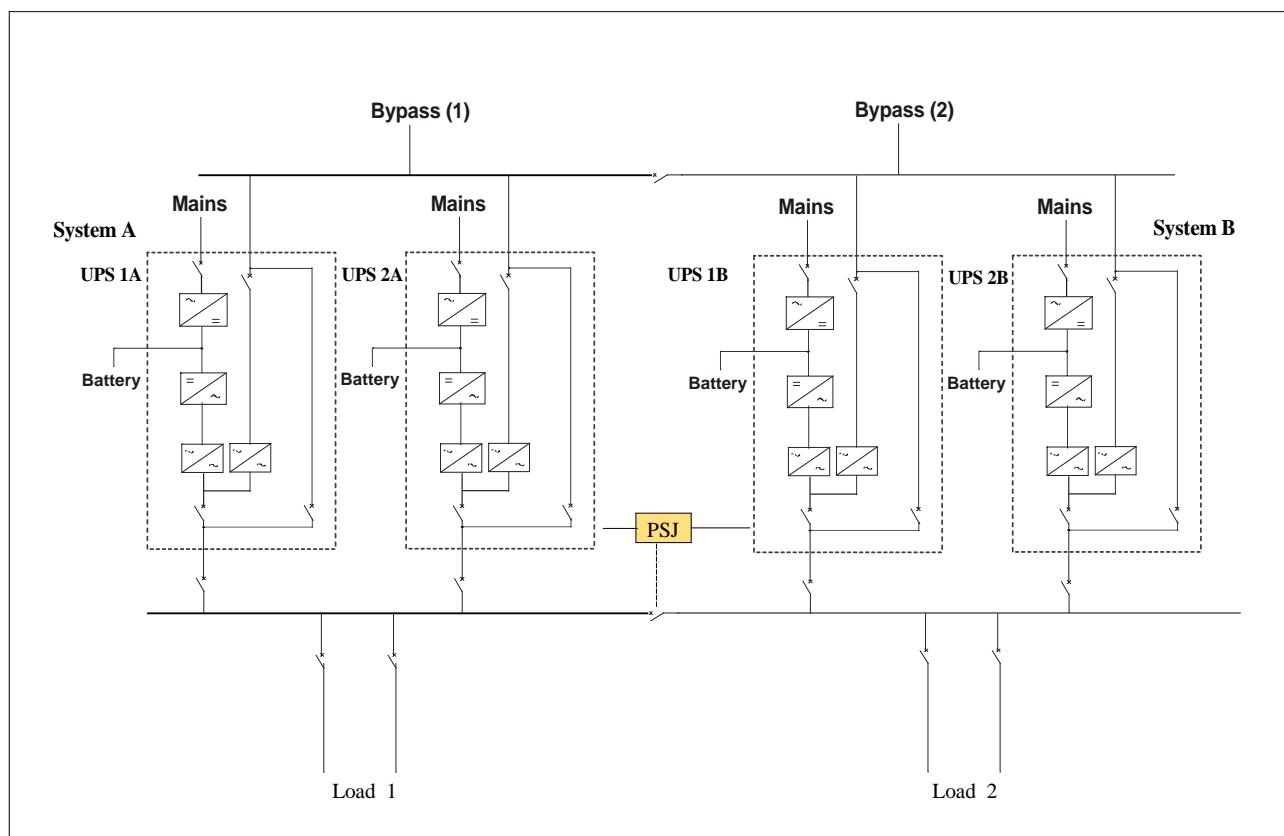 Bypass (1)
Bypass (2)
Mains
Mains
Mains
Mains
System A
System B
UPS 1A
UPS 2A
UPS 1B
UPS 2B
Battery
Battery
Battery
Battery
PSJ
Load 1
Load 2